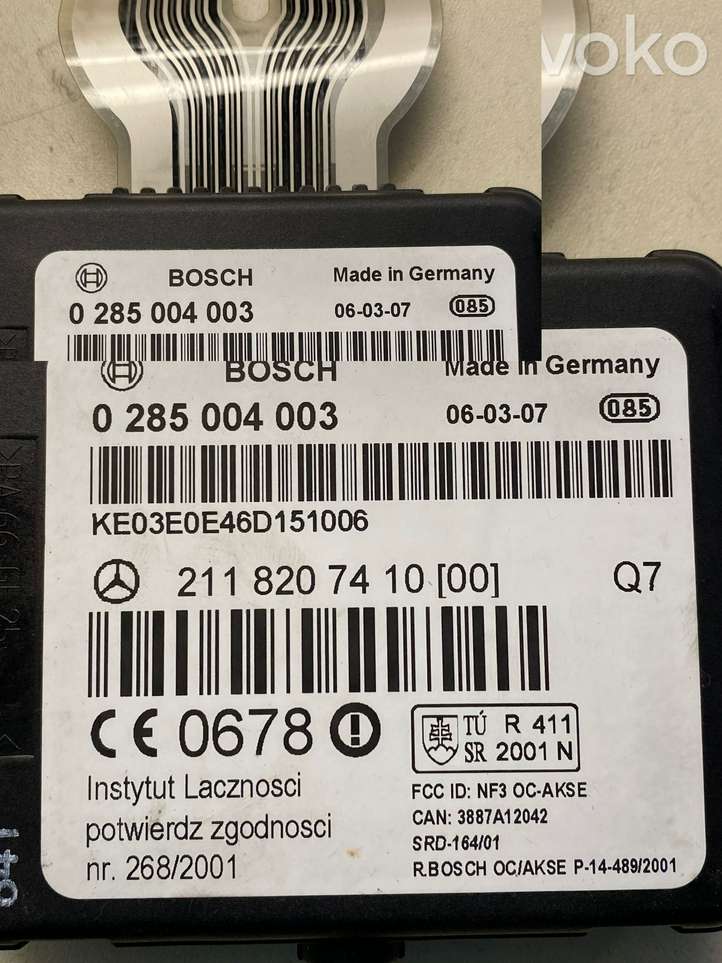 voko
BOSCH Made in Germany
0 285 004 003 06-03-07 085
BOSCH Made in Germany
0 285 004 003 06-03-07 085
KE03E0E46D151006
211 820 74 10 [00] Q7
CE 0678
TÚ R 411
SR 2001 N
Instytut Lacznosci
potwierdz zgodnosci
nr. 268/2001
FCC ID: NF3 OC-AKSE
CAN: 3887A12042
SRD-164/01
R.BOSCH OC/AKSE P-14-489/2001